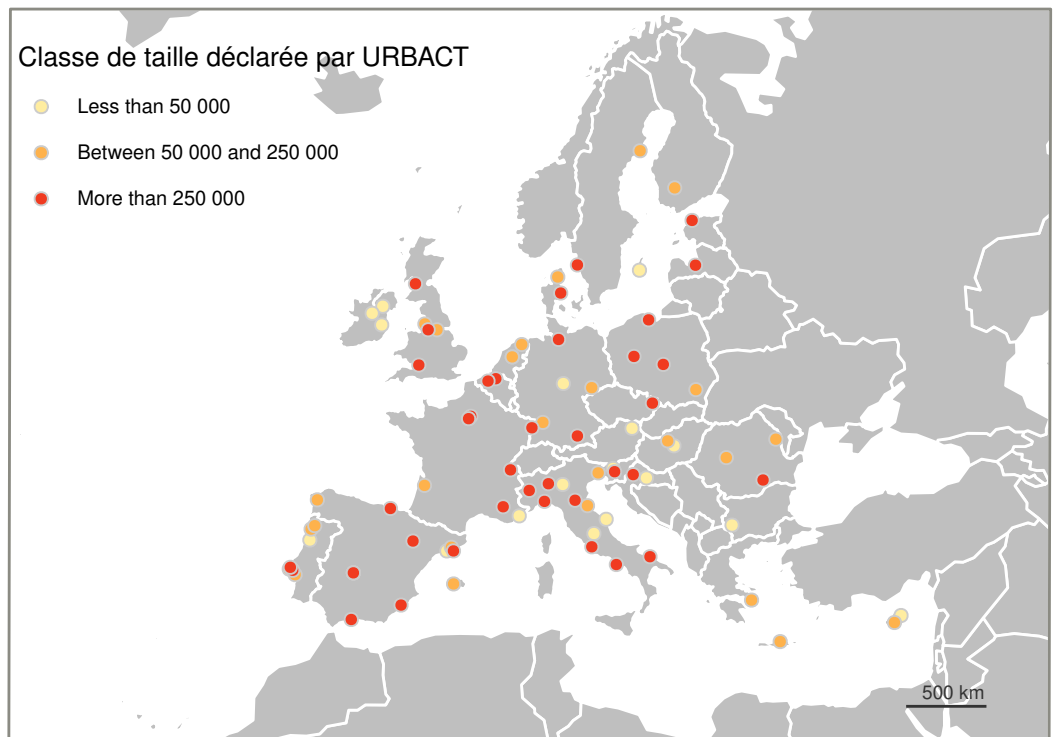 Classe de taille déclarée par URBACT
Less than 50 000
Between 50 000 and 250 000
More than 250 000
500 km